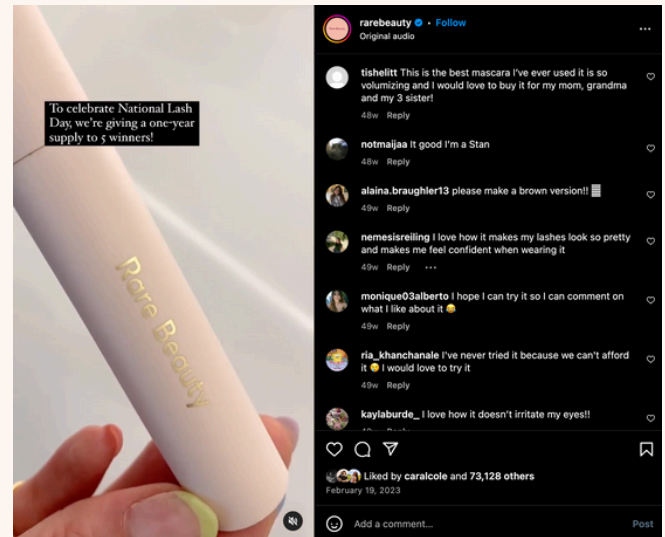 To celebrate National Lash
Day, we're giving a one-year
supply to 5 winners!
Rare Beauty
rarebeauty • Follow
Original audio
tishelitt This is the best mascara I've ever used it is so
volumizing and I would love to buy it for my mom, grandma
and my 3 sister!
48w Reply
notmaijaa It good I'm a Stan
48w Reply
alaina.braughler13 please make a brown version!!
49w Reply
nemesisreiling I love how it makes my lashes look so pretty
and makes me feel confident when wearing it
49w Reply
monique03alberto I hope I can try it so I can comment on
what I like about it 😂
49w Reply
ria_khanchanale I've never tried it because we can't afford
it 😢 I would love to try it
49w Reply
kaylaburde_ I love how it doesn't irritate my eyes!!
Liked by caralcole and 73,128 others
February 19, 2023
Add a comment...
Post